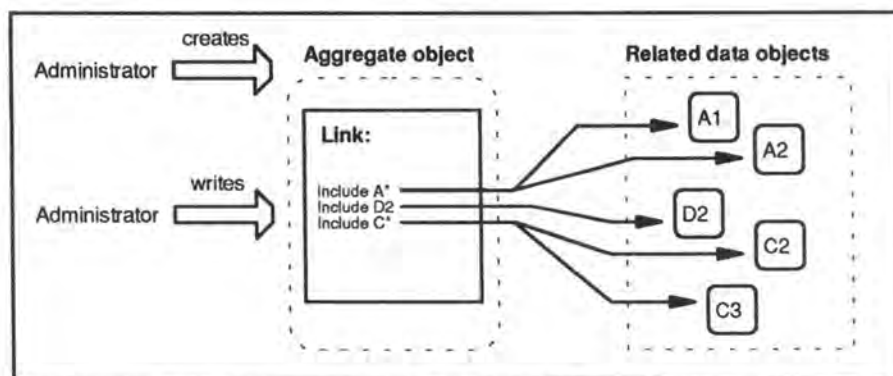 creates
Administrator
Aggregate object
Related data objects
Link:
Include A*
Include D2
Include C*
writes
Administrator
A1
A2
D2
C2
C3